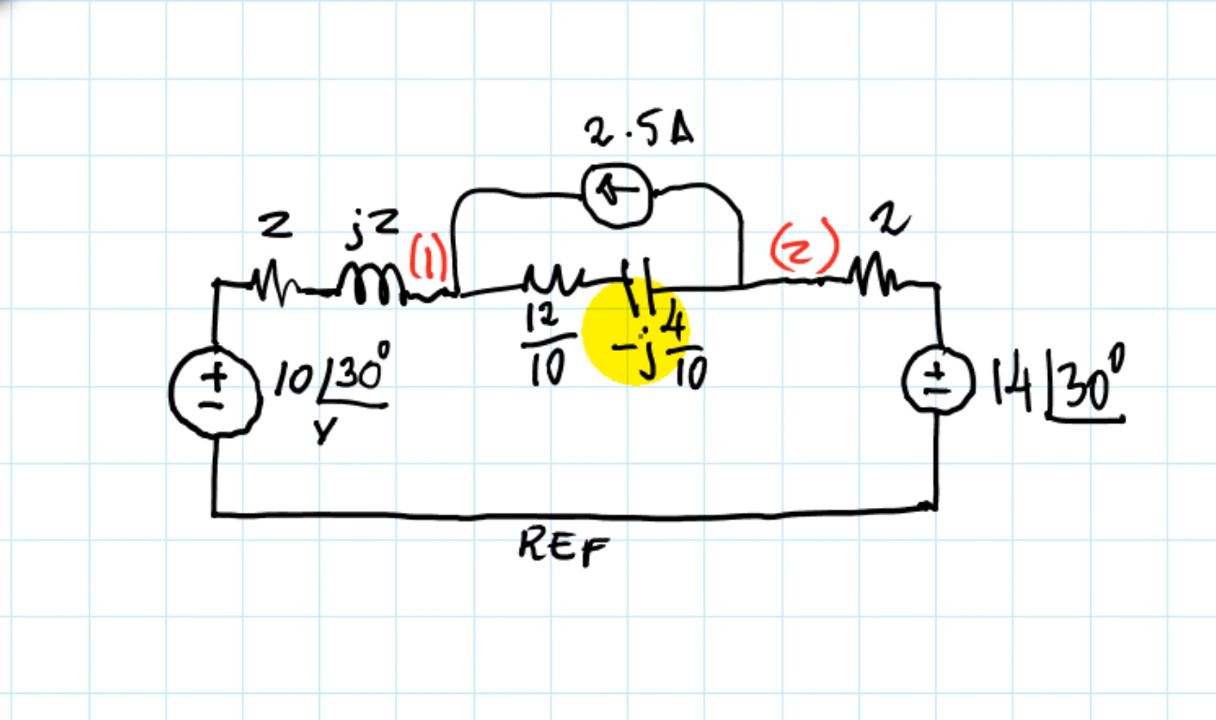 2.5A
2 j2 (1) (2) 2
12/10 -j 4/10
10∠30° V
14∠30°
REF